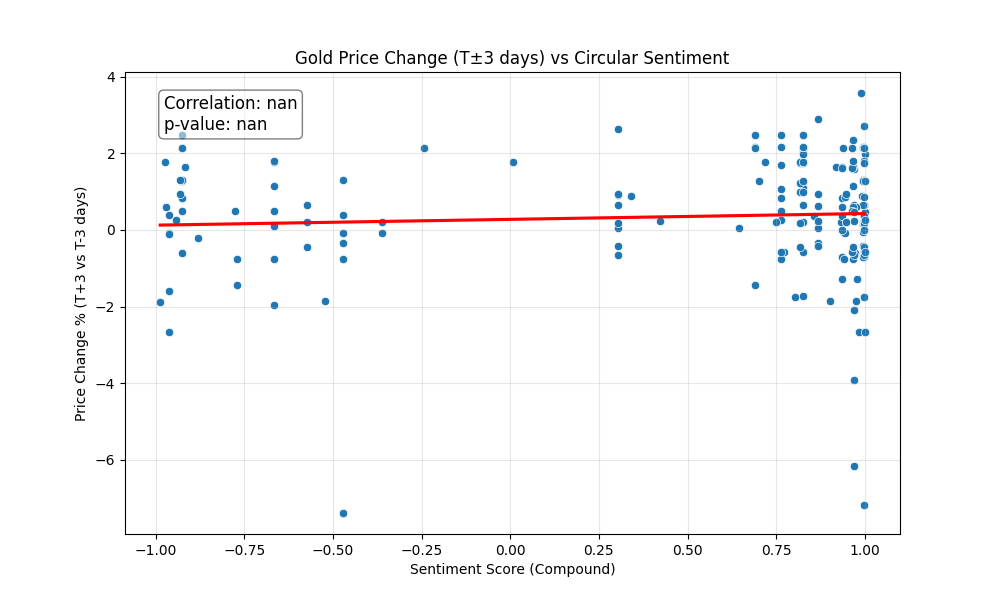 Gold Price Change (T±3 days) vs Circular Sentiment
Correlation: nan
p-value: nan
Price Change % (T+3 vs T-3 days)
4
2
0
−2
−4
−6
−1.00 −0.75 −0.50 −0.25 0.00 0.25 0.50 0.75 1.00
Sentiment Score (Compound)